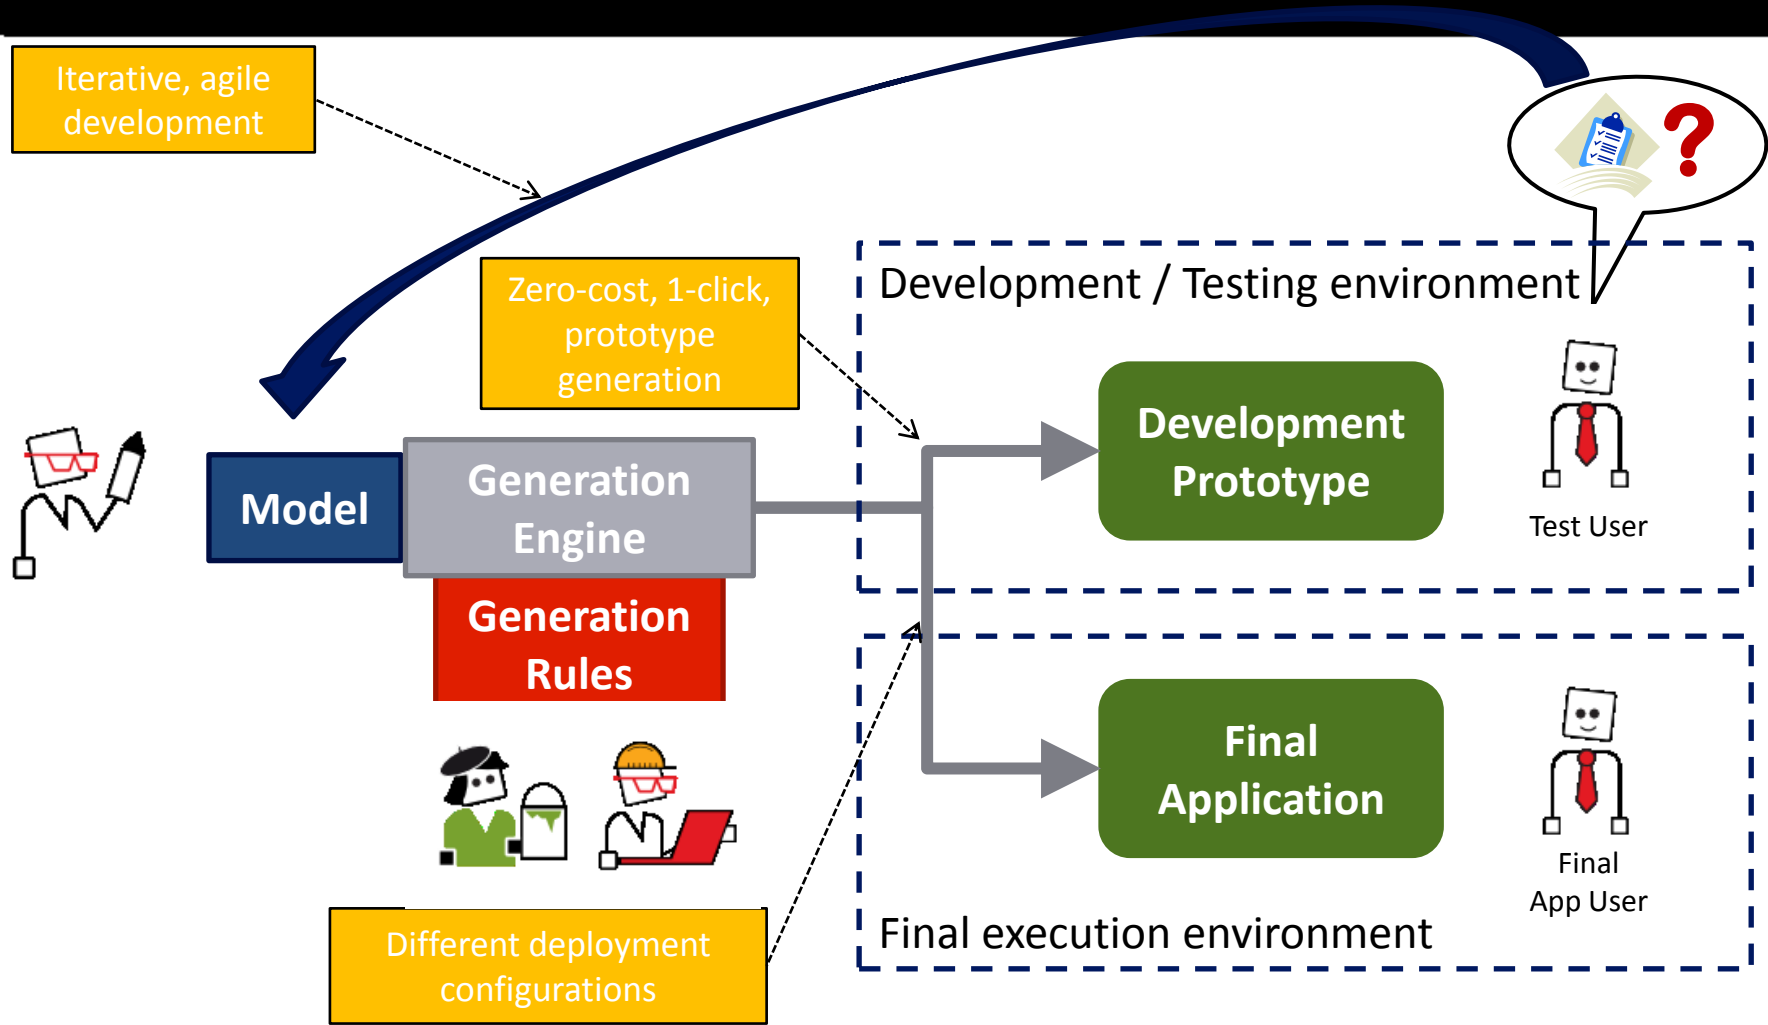 Iterative, agile
development
Zero-cost, 1-click,
prototype
generation
Development / Testing environment
Development
Prototype
Test User
Model
Generation
Engine
Generation
Rules
Final
Application
Final
App User
Final execution environment
Different deployment
configurations